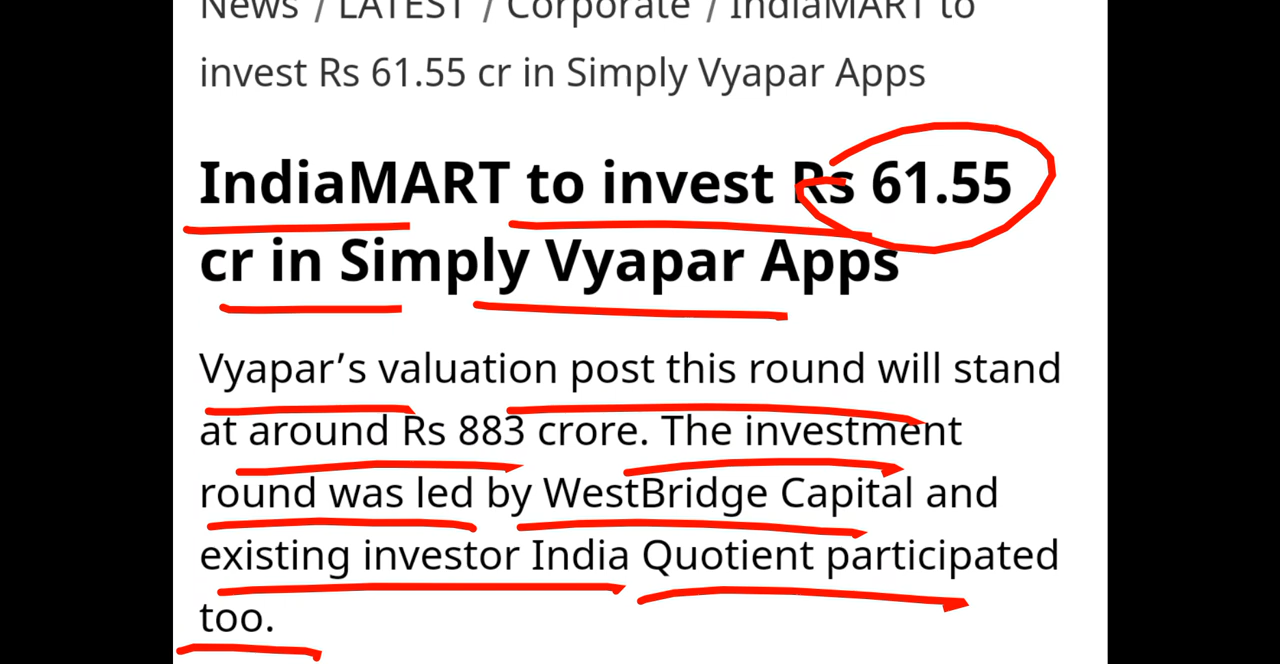 News / LATEST / Corporate / IndiaMART to
invest Rs 61.55 cr in Simply Vyapar Apps
IndiaMART to invest Rs 61.55
cr in Simply Vyapar Apps
Vyapar’s valuation post this round will stand
at around Rs 883 crore. The investment
round was led by WestBridge Capital and
existing investor India Quotient participated
too.